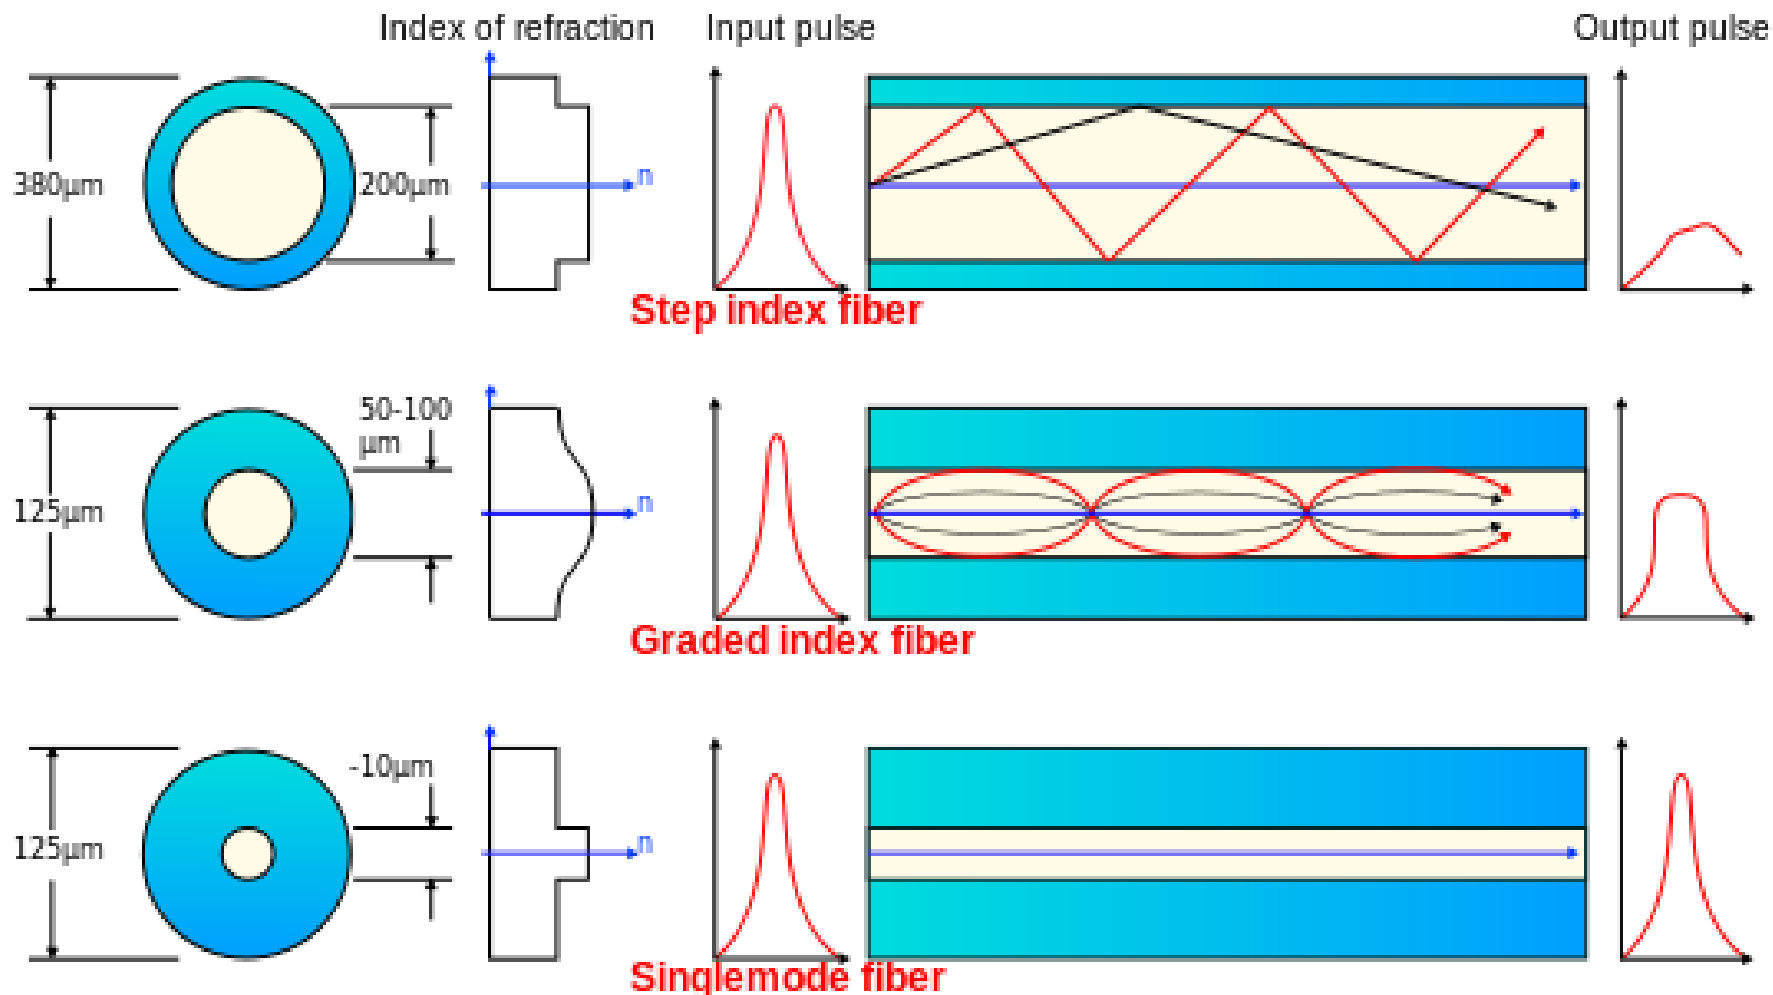 Index of refraction
Input pulse
Output pulse
380µm
200µm
n
Step index fiber
50-100
µm
125µm
n
Graded index fiber
-10µm
125µm
n
Singlemode fiber